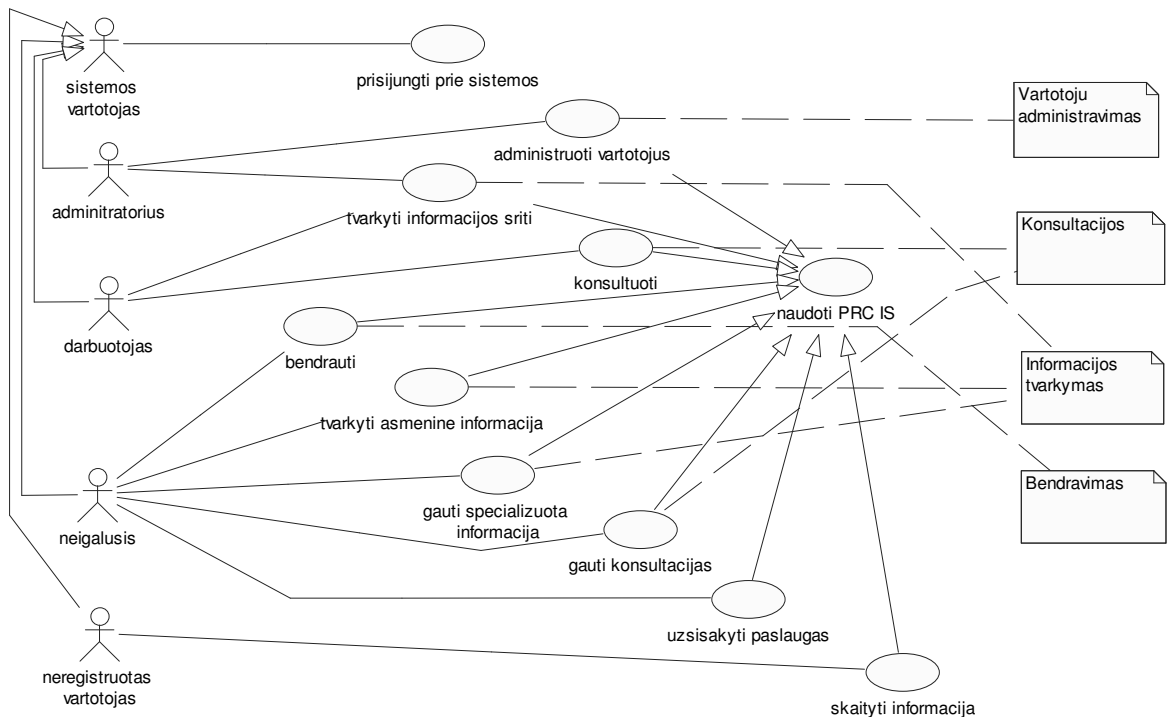 sistemos
vartotojas
prisijungti prie sistemos
Vartotoju
administravimas
administruoti vartotojus
adminitratorius
tvarkyti informacijos sriti
Konsultacijos
konsultuoti
naudoti PRC IS
darbuotojas
bendrauti
Informacijos
tvarkymas
tvarkyti asmenine informacija
Bendravimas
gauti specializuota
informacija
neigalusis
gauti konsultacijas
uzsisakyti paslaugas
neregistruotas
vartotojas
skaityti informacija